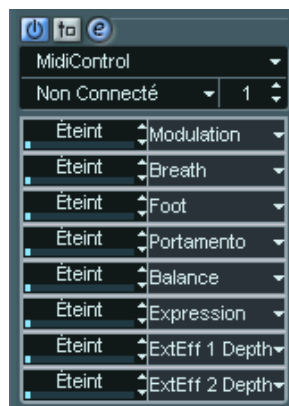 MidiControl
Non Connecté 1
Éteint Modulation
Éteint Breath
Éteint Foot
Éteint Portamento
Éteint Balance
Éteint Expression
Éteint ExtEff 1 Depth
Éteint ExtEff 2 Depth